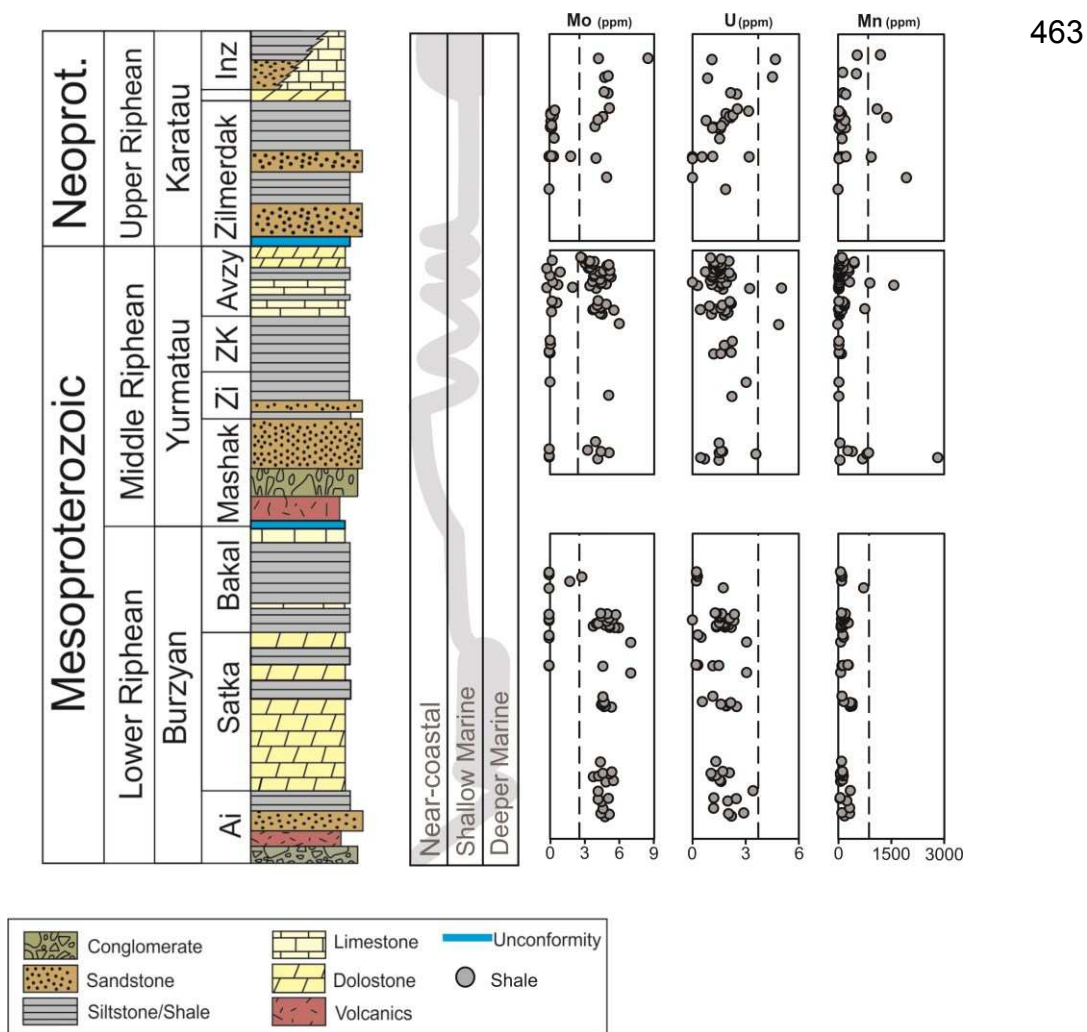 463
Mo (ppm)
U (ppm)
Mn (ppm)
Neoprot.
Upper Riphean
Karatau
Inz
Zilmerdak
Mesoproterozoic
Middle Riphean
Yurmatau
Avzy
ZK
Zi
Mashak
Lower Riphean
Burzyan
Bakal
Satka
Ai
Near-coastal
Shallow Marine
Deeper Marine
0 3 6 9
0 3 6
0 1500 3000
Conglomerate
Sandstone
Siltstone/Shale
Limestone
Dolostone
Volcanics
Unconformity
Shale